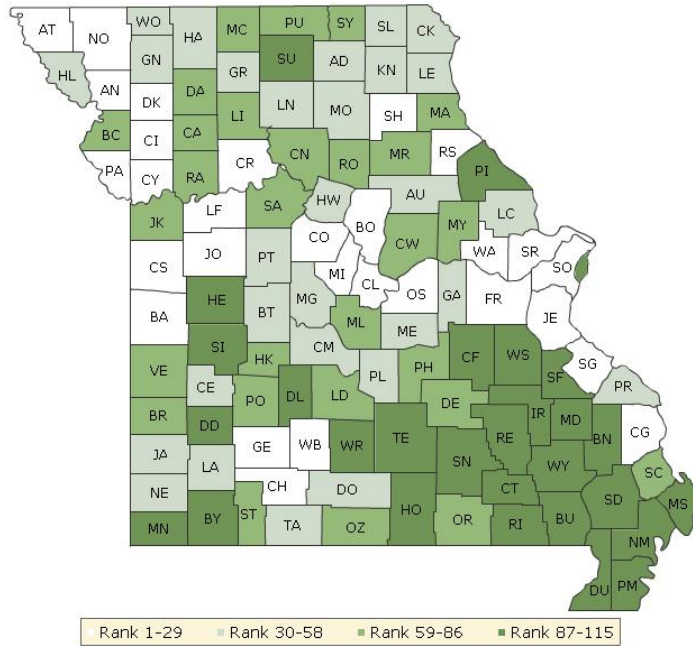 AT NO WO HA MC PU SY SL CK
HL GN GR SU AD KN LE
AN DK DA LI LN MO SH MA
BC CI CA CN RO MR RS PI
PA CY RA CR
JK LF SA HW AU LC
CS JO PT CO BO CW MY WA SR SO
MI CL OS GA FR
BA HE BT MG ML ME JE
SI HK CM PL PH CF WS SG
VE CE PO DL LD DE SF PR
BR DD GE WB WR TE RE IR MD BN CG
JA LA SN WY SC
NE CH DO CT SD MS
MN BY ST TA OZ HO OR RI BU NM
DU PM
Rank 1-29 Rank 30-58 Rank 59-86 Rank 87-115